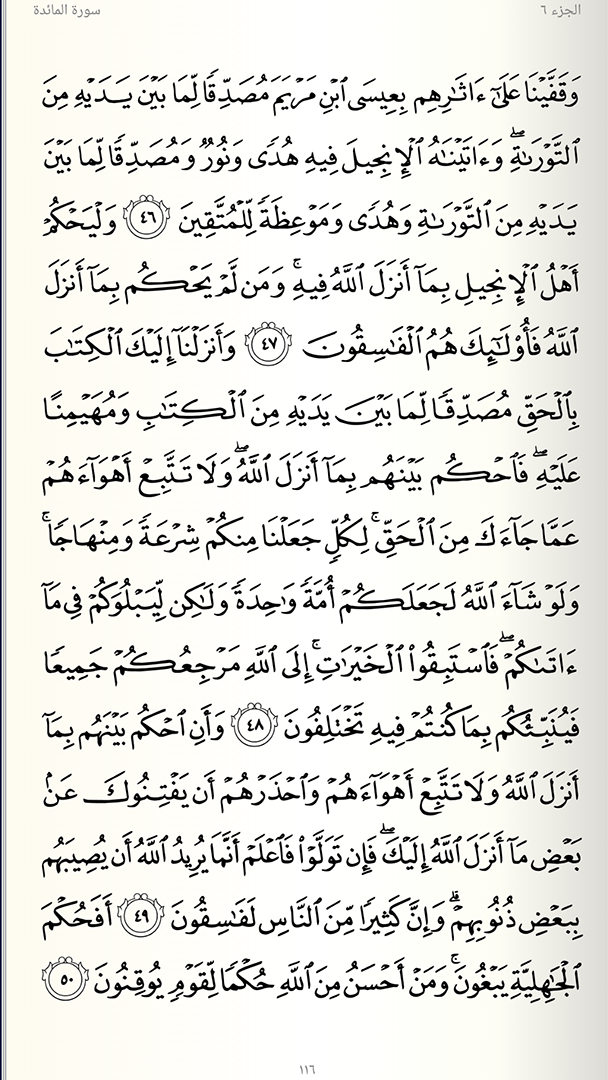 الجزء ٦
سورة المائدة
وَقَفَّيْنَا عَلَىٰٓ ءَاثَٰرِهِم بِعِيسَى ٱبْنِ مَرْيَمَ مُصَدِّقًا لِّمَا بَيْنَ يَدَيْهِ مِنَ
ٱلتَّوْرَىٰةِ ۖ وَءَاتَيْنَٰهُ ٱلْإِنجِيلَ فِيهِ هُدًى وَنُورٌ وَمُصَدِّقًا لِّمَا بَيْنَ
يَدَيْهِ مِنَ ٱلتَّوْرَىٰةِ وَهُدًى وَمَوْعِظَةً لِّلْمُتَّقِينَ ٤٦ وَلْيَحْكُمْ
أَهْلُ ٱلْإِنجِيلِ بِمَآ أَنزَلَ ٱللَّهُ فِيهِ ۚ وَمَن لَّمْ يَحْكُم بِمَآ أَنزَلَ
ٱللَّهُ فَأُو۟لَٰٓئِكَ هُمُ ٱلْفَٰسِقُونَ ٤٧ وَأَنزَلْنَآ إِلَيْكَ ٱلْكِتَٰبَ
بِٱلْحَقِّ مُصَدِّقًا لِّمَا بَيْنَ يَدَيْهِ مِنَ ٱلْكِتَٰبِ وَمُهَيْمِنًا
عَلَيْهِ ۖ فَٱحْكُم بَيْنَهُم بِمَآ أَنزَلَ ٱللَّهُ ۖ وَلَا تَتَّبِعْ أَهْوَآءَهُمْ
عَمَّا جَآءَكَ مِنَ ٱلْحَقِّ ۚ لِكُلٍّ جَعَلْنَا مِنكُمْ شِرْعَةً وَمِنْهَاجًا ۚ
وَلَوْ شَآءَ ٱللَّهُ لَجَعَلَكُمْ أُمَّةً وَٰحِدَةً وَلَٰكِن لِّيَبْلُوَكُمْ فِى مَآ
ءَاتَىٰكُمْ ۖ فَٱسْتَبِقُوا۟ ٱلْخَيْرَٰتِ ۚ إِلَى ٱللَّهِ مَرْجِعُكُمْ جَمِيعًا
فَيُنَبِّئُكُم بِمَا كُنتُمْ فِيهِ تَخْتَلِفُونَ ٤٨ وَأَنِ ٱحْكُم بَيْنَهُم بِمَآ
أَنزَلَ ٱللَّهُ وَلَا تَتَّبِعْ أَهْوَآءَهُمْ وَٱحْذَرْهُمْ أَن يَفْتِنُوكَ عَنۢ
بَعْضِ مَآ أَنزَلَ ٱللَّهُ إِلَيْكَ ۖ فَإِن تَوَلَّوْا۟ فَٱعْلَمْ أَنَّمَا يُرِيدُ ٱللَّهُ أَن يُصِيبَهُم
بِبَعْضِ ذُنُوبِهِمْ ۗ وَإِنَّ كَثِيرًا مِّنَ ٱلنَّاسِ لَفَٰسِقُونَ ٤٩ أَفَحُكْمَ
ٱلْجَٰهِلِيَّةِ يَبْغُونَ ۚ وَمَنْ أَحْسَنُ مِنَ ٱللَّهِ حُكْمًا لِّقَوْمٍ يُوقِنُونَ ٥٠
١١٦